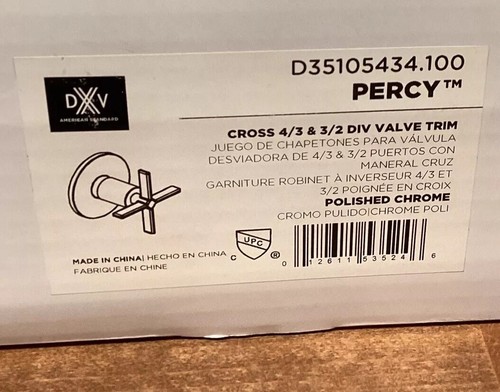 DXV
AMERICAN STANDARD
D35105434.100
PERCY™
CROSS 4/3 & 3/2 DIV VALVE TRIM
JUEGO DE CHAPETONES PARA VÁLVULA
DESVIADORA DE 4/3 & 3/2 PUERTOS CON
MANERAL CRUZ
GARNITURE ROBINET À INVERSEUR 4/3 ET
3/2 POIGNÉE EN CROIX
POLISHED CHROME
CROMO PULIDO|CHROME POLI
MADE IN CHINA| HECHO EN CHINA
FABRIQUE EN CHINE
C UPC ®
0 12611 53524 6